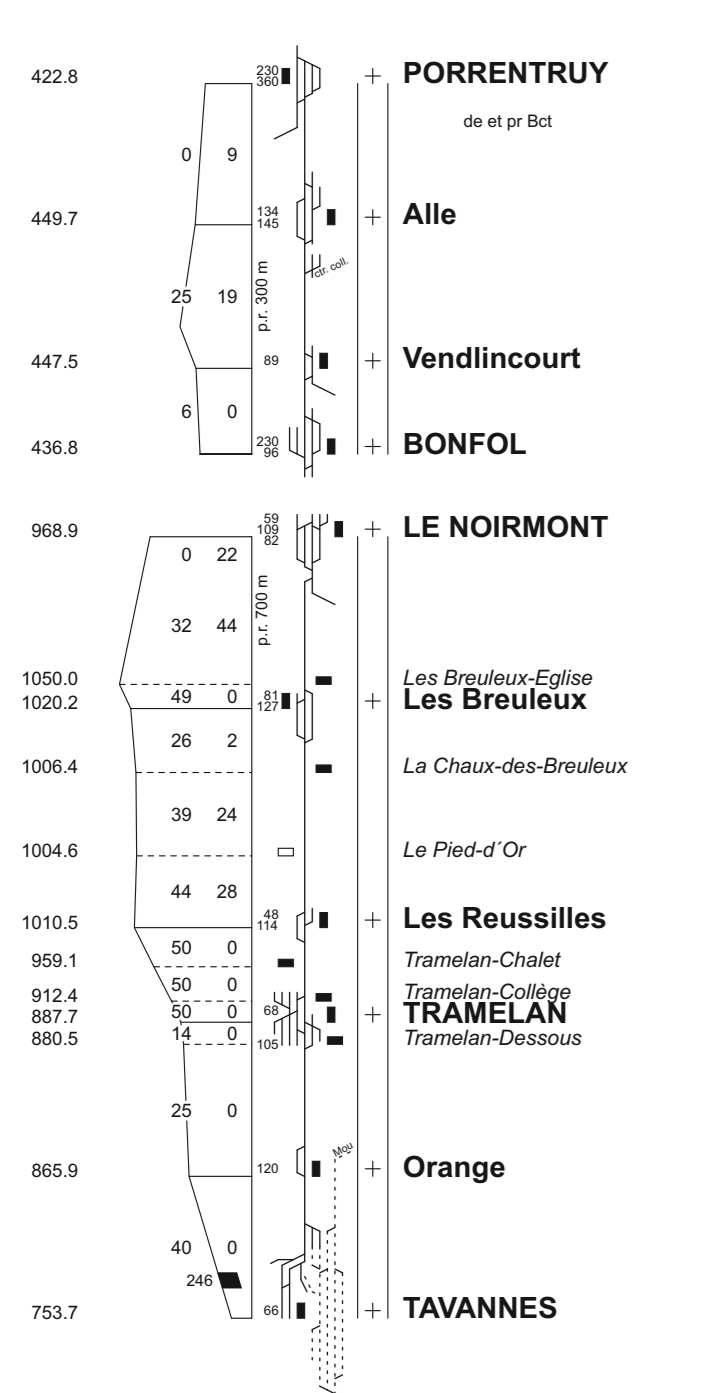 422.8 230 360 + PORRENTRUY
de et pr Bct
0 9
449.7 134 145 + Alle
ctr. coll.
25 19 p.r. 300 m
447.5 89 + Vendlincourt
6 0
436.8 230 96 + BONFOL
968.9 59 109 82 + LE NOIRMONT
0 22
p.r. 700 m
32 44
1050.0 Les Breuleux-Eglise
1020.2 49 0 81 127 + Les Breuleux
26 2
1006.4 La Chaux-des-Breuleux
39 24
1004.6 Le Pied-d´Or
44 28
1010.5 48 114 + Les Reussilles
50 0
959.1 Tramelan-Chalet
50 0
912.4 Tramelan-Collège
887.7 50 0 68 + TRAMELAN
880.5 14 0 105 Tramelan-Dessous
25 0
Mou
865.9 120 + Orange
40 0
246
753.7 66 + TAVANNES